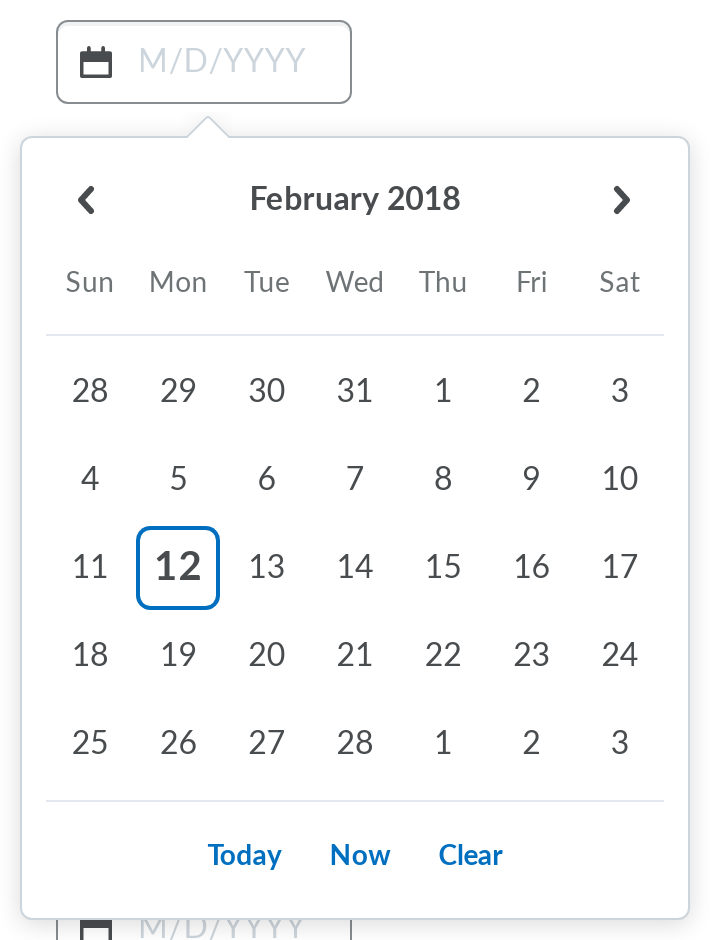 M/D/YYYY
February 2018
Sun Mon Tue Wed Thu Fri Sat
28 29 30 31 1 2 3
4 5 6 7 8 9 10
11 12 13 14 15 16 17
18 19 20 21 22 23 24
25 26 27 28 1 2 3
Today Now Clear
M/D/YYYY